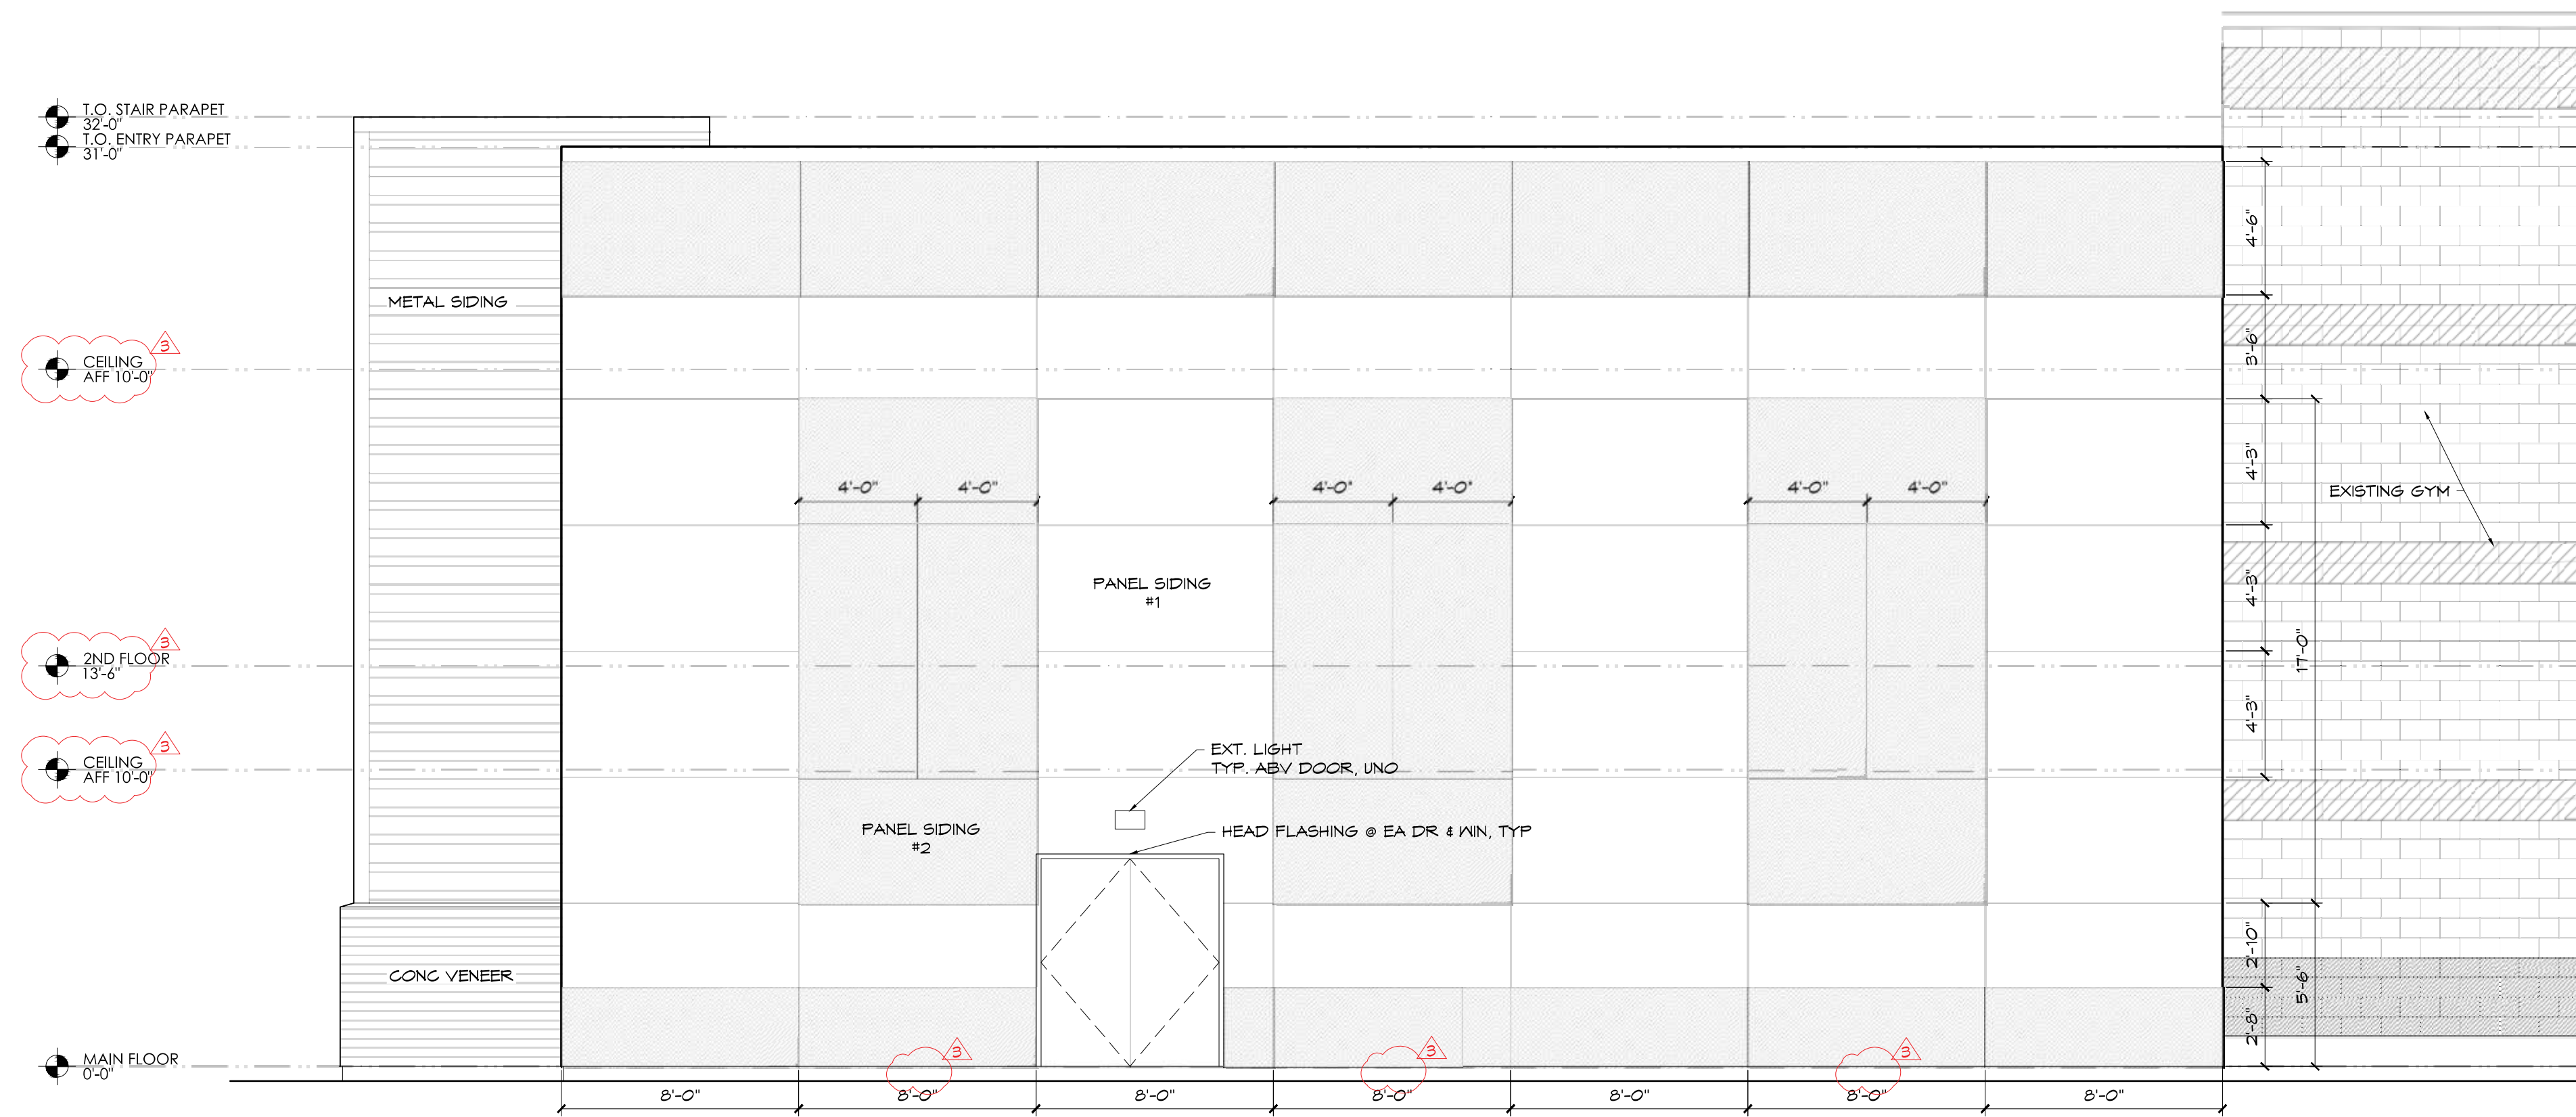 T.O. STAIR PARAPET
32'-0"
T.O. ENTRY PARAPET
31'-0"
4'-6"
METAL SIDING
3'-6"
3
CEILING
AFF 10'-0"
4'-3"
4'-0"
4'-0"
4'-0"
4'-0"
4'-0"
4'-0"
EXISTING GYM
PANEL SIDING
#1
4'-3"
3
2ND FLOOR
13'-6"
17'-0"
4'-3"
3
CEILING
AFF 10'-0"
EXT. LIGHT
TYP. ABV DOOR, UNO
PANEL SIDING
#2
HEAD FLASHING @ EA DR & WIN, TYP
2'-10"
CONC VENEER
5'-6"
2'-8"
MAIN FLOOR
0'-0"
3
3
3
8'-0"
8'-0"
8'-0"
8'-0"
8'-0"
8'-0"
8'-0"